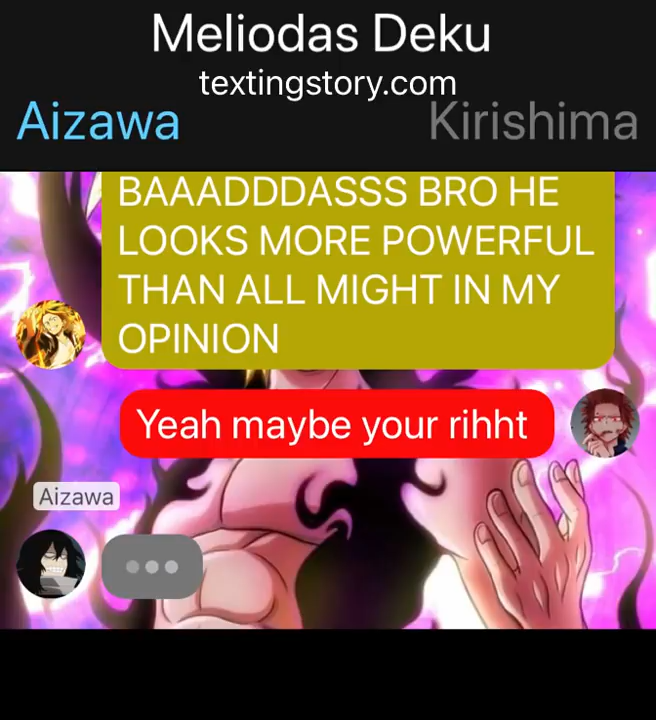 Meliodas Deku
textingstory.com
Aizawa
Kirishima
BAAADDDASSS BRO HE
LOOKS MORE POWERFUL
THAN ALL MIGHT IN MY
OPINION
Yeah maybe your rihht
Aizawa